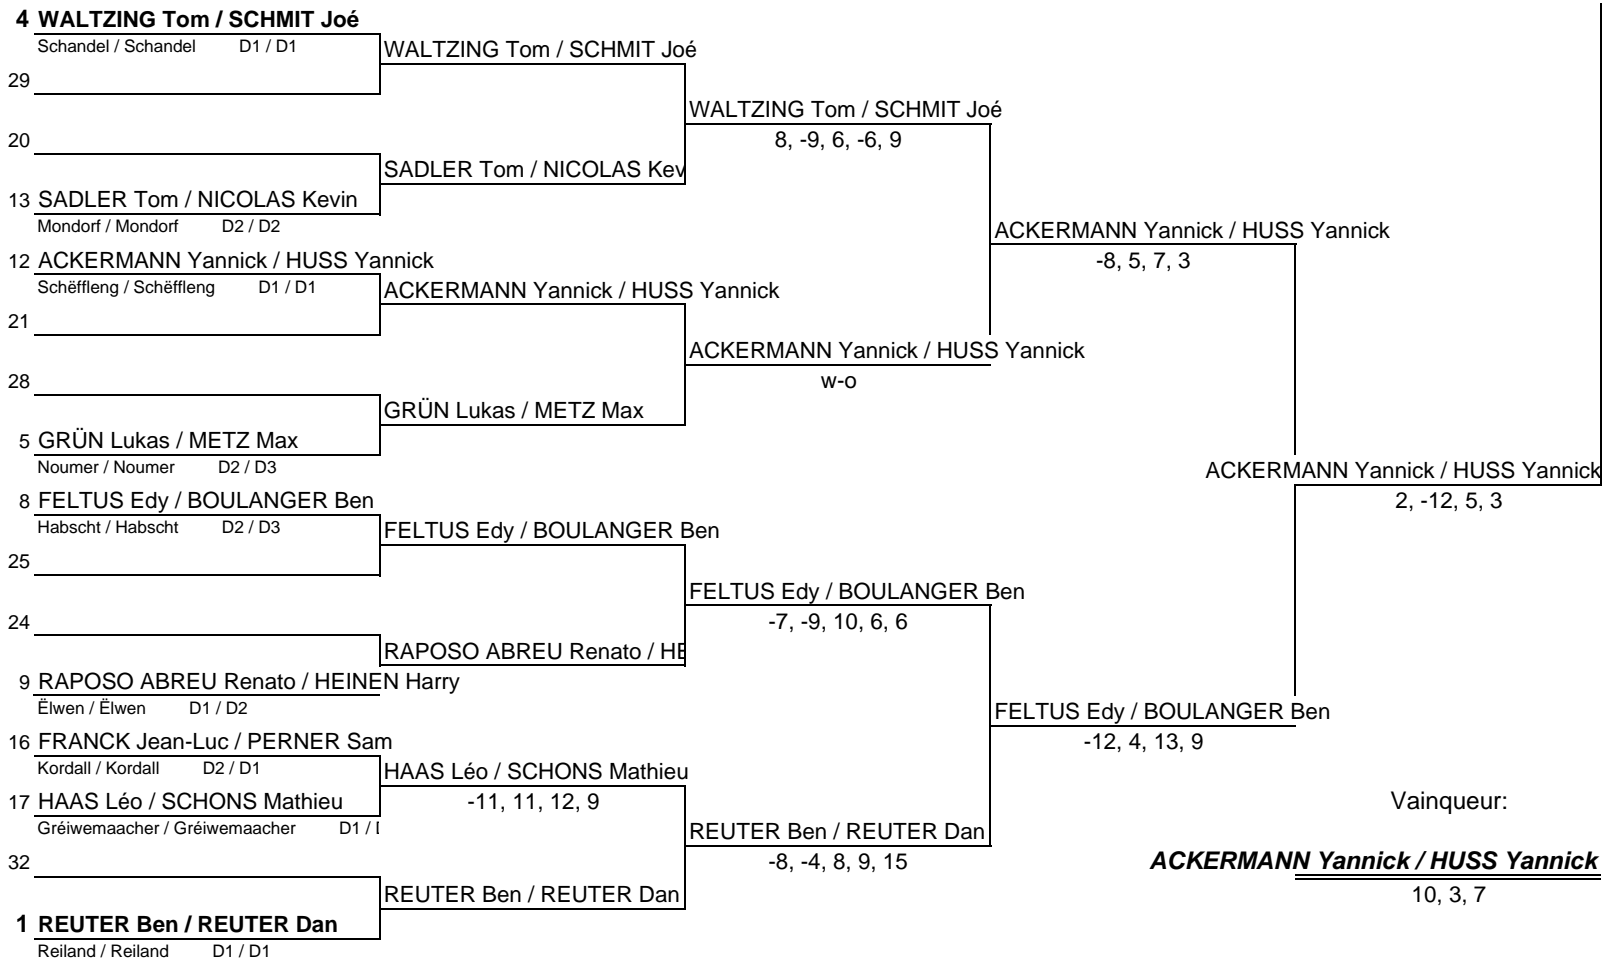 4 WALTZING Tom / SCHMIT Joé
Schandel / Schandel D1 / D1
WALTZING Tom / SCHMIT Joé
29
WALTZING Tom / SCHMIT Joé
8, -9, 6, -6, 9
20
SADLER Tom / NICOLAS Kev
13 SADLER Tom / NICOLAS Kevin
Mondorf / Mondorf D2 / D2
ACKERMANN Yannick / HUSS Yannick
-8, 5, 7, 3
12 ACKERMANN Yannick / HUSS Yannick
Schëffleng / Schëffleng D1 / D1
ACKERMANN Yannick / HUSS Yannick
21
ACKERMANN Yannick / HUSS Yannick
w-o
28
GRÜN Lukas / METZ Max
5 GRÜN Lukas / METZ Max
Noumer / Noumer D2 / D3
ACKERMANN Yannick / HUSS Yannick
2, -12, 5, 3
8 FELTUS Edy / BOULANGER Ben
Habscht / Habscht D2 / D3
FELTUS Edy / BOULANGER Ben
25
FELTUS Edy / BOULANGER Ben
-7, -9, 10, 6, 6
24
RAPOSO ABREU Renato / HE
9 RAPOSO ABREU Renato / HEINEN Harry
Ëlwen / Ëlwen D1 / D2
FELTUS Edy / BOULANGER Ben
-12, 4, 13, 9
16 FRANCK Jean-Luc / PERNER Sam
Kordall / Kordall D2 / D1
HAAS Léo / SCHONS Mathieu
-11, 11, 12, 9
17 HAAS Léo / SCHONS Mathieu
Gréiwemaacher / Gréiwemaacher D1 /
Vainqueur:
REUTER Ben / REUTER Dan
-8, -4, 8, 9, 15
32
ACKERMANN Yannick / HUSS Yannick
10, 3, 7
REUTER Ben / REUTER Dan
1 REUTER Ben / REUTER Dan
Reiland / Reiland D1 / D1